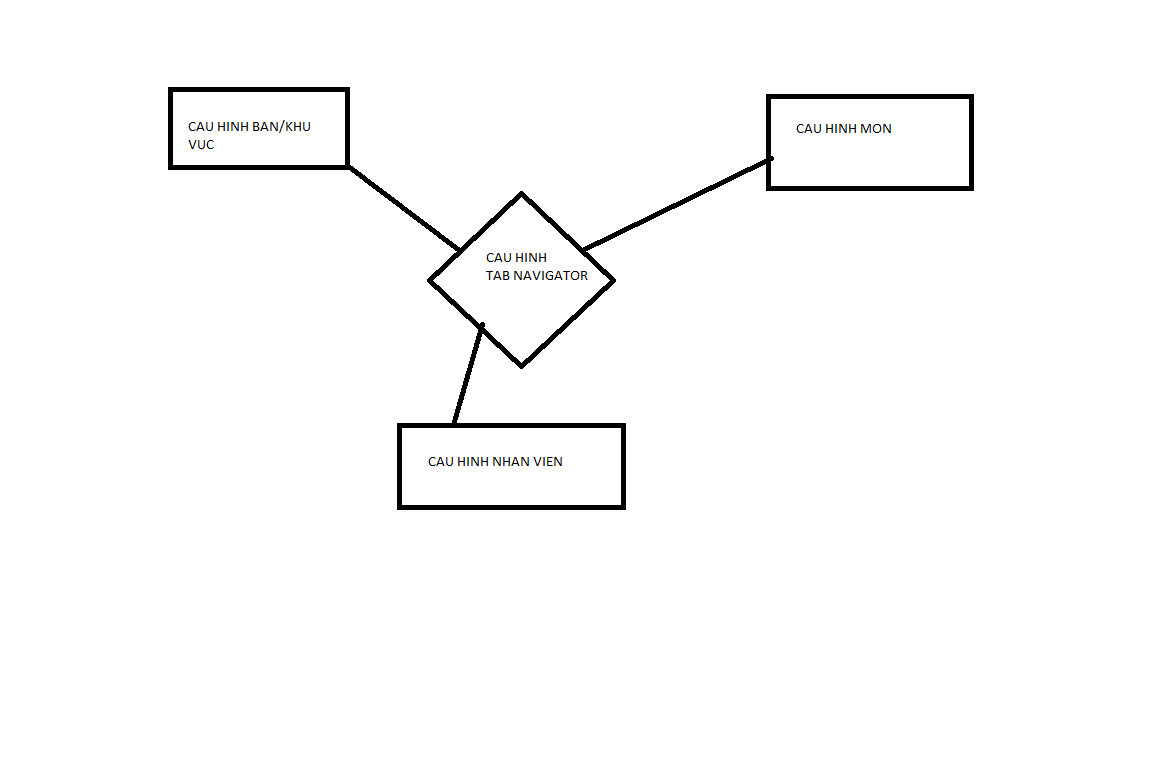 CAU HINH BAN/KHU
VUC
CAU HINH MON
CAU HINH
TAB NAVIGATOR
CAU HINH NHAN VIEN